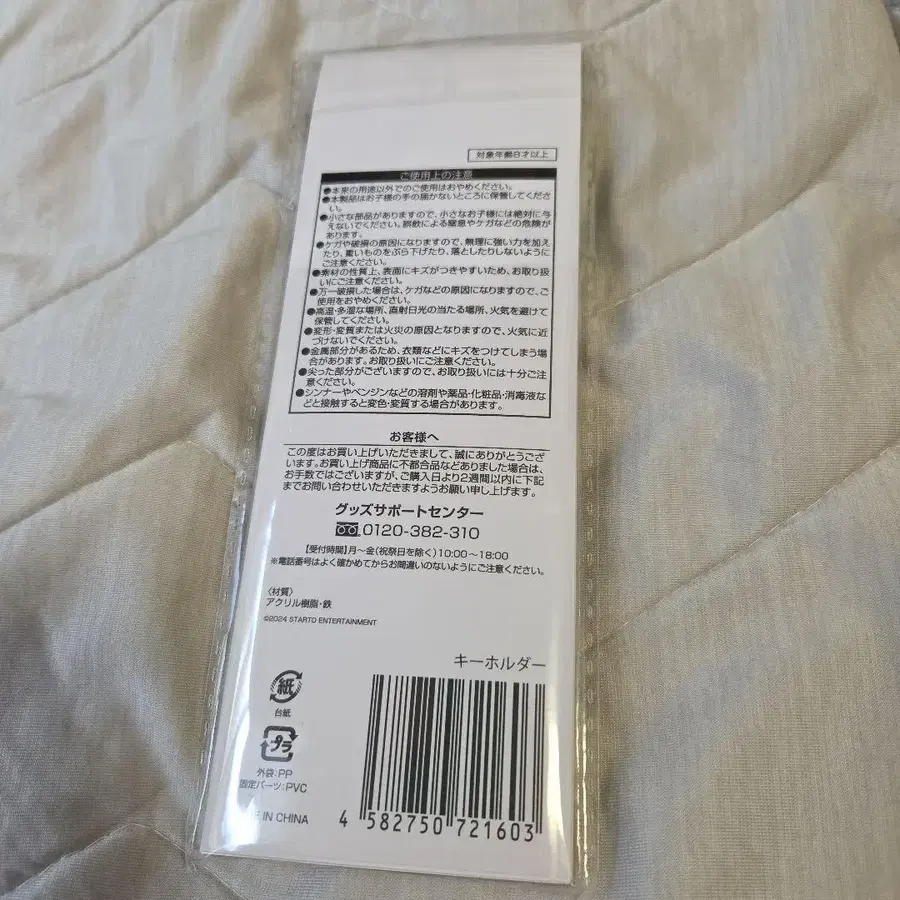 対象年齢8才以上
ご使用上の注意
●本来の用途以外でのご使用はおやめください。
●本製品はお子様の手の届かないところに保管してくださ
い。
●小さな部品がありますので、小さなお子様には絶対に与
えないでください。誤飲による窒息やケガなどの危険が
あります。
●ケガや破損の原因になりますので、無理に強い力を加え
たり、重いものをぶら下げたり、落としたりしないように
ご注意ください。
●素材の性質上、表面にキズがつきやすいため、お取り扱
いにご注意ください。
●万一破損した場合は、ケガなどの原因になりますので、ご
使用をおやめください。
●高温・多湿な場所、直射日光の当たる場所、火気を避けて
保管してください。
●変形・変質または火災の原因となりますので、火気に近
づけないでください。
●金属部分があるため、衣類などにキズをつけてしまう場
合があります。お取り扱いにご注意ください。
●尖った部分がございますので、お取り扱いには十分ご注
意ください。
●シンナーやベンジンなどの溶剤や薬品・化粧品・消毒液な
どと接触すると変色・変質する場合があります。
お客様へ
この度はお買い上げいただきまして、誠にありがとうござ
います。お買い上げ商品に不都合品などありました場合は、
お手数ではございますが、ご購入日より2週間以内に下記
までお問い合わせいただきますようお願い申し上げます。
グッズサポートセンター
0120-382-310
【受付時間】月~金(祝祭日を除く)10:00~18:00
※電話番号はよく確かめてからお間違いのないようにご注意ください。
〈材質〉
アクリル樹脂・鉄
©2024 STARTO ENTERTAINMENT
キーホルダー
紙
台紙
プラ
外袋:PP
固定パーツ:PVC
IN CHINA
4 582750 721603